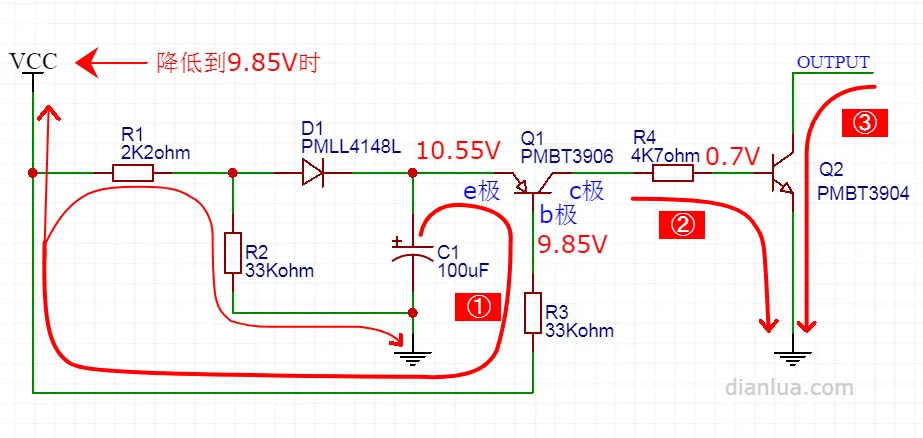 VCC
降低到9.85V时
OUTPUT
③
R1
2K2ohm
D1
PMLL4148L
10.55V
Q1
PMBT3906
R4
4K7ohm
0.7V
Q2
PMBT3904
e极
c极
b极
②
9.85V
R2
33Kohm
C1
100uF
①
R3
33Kohm
dianlua.com